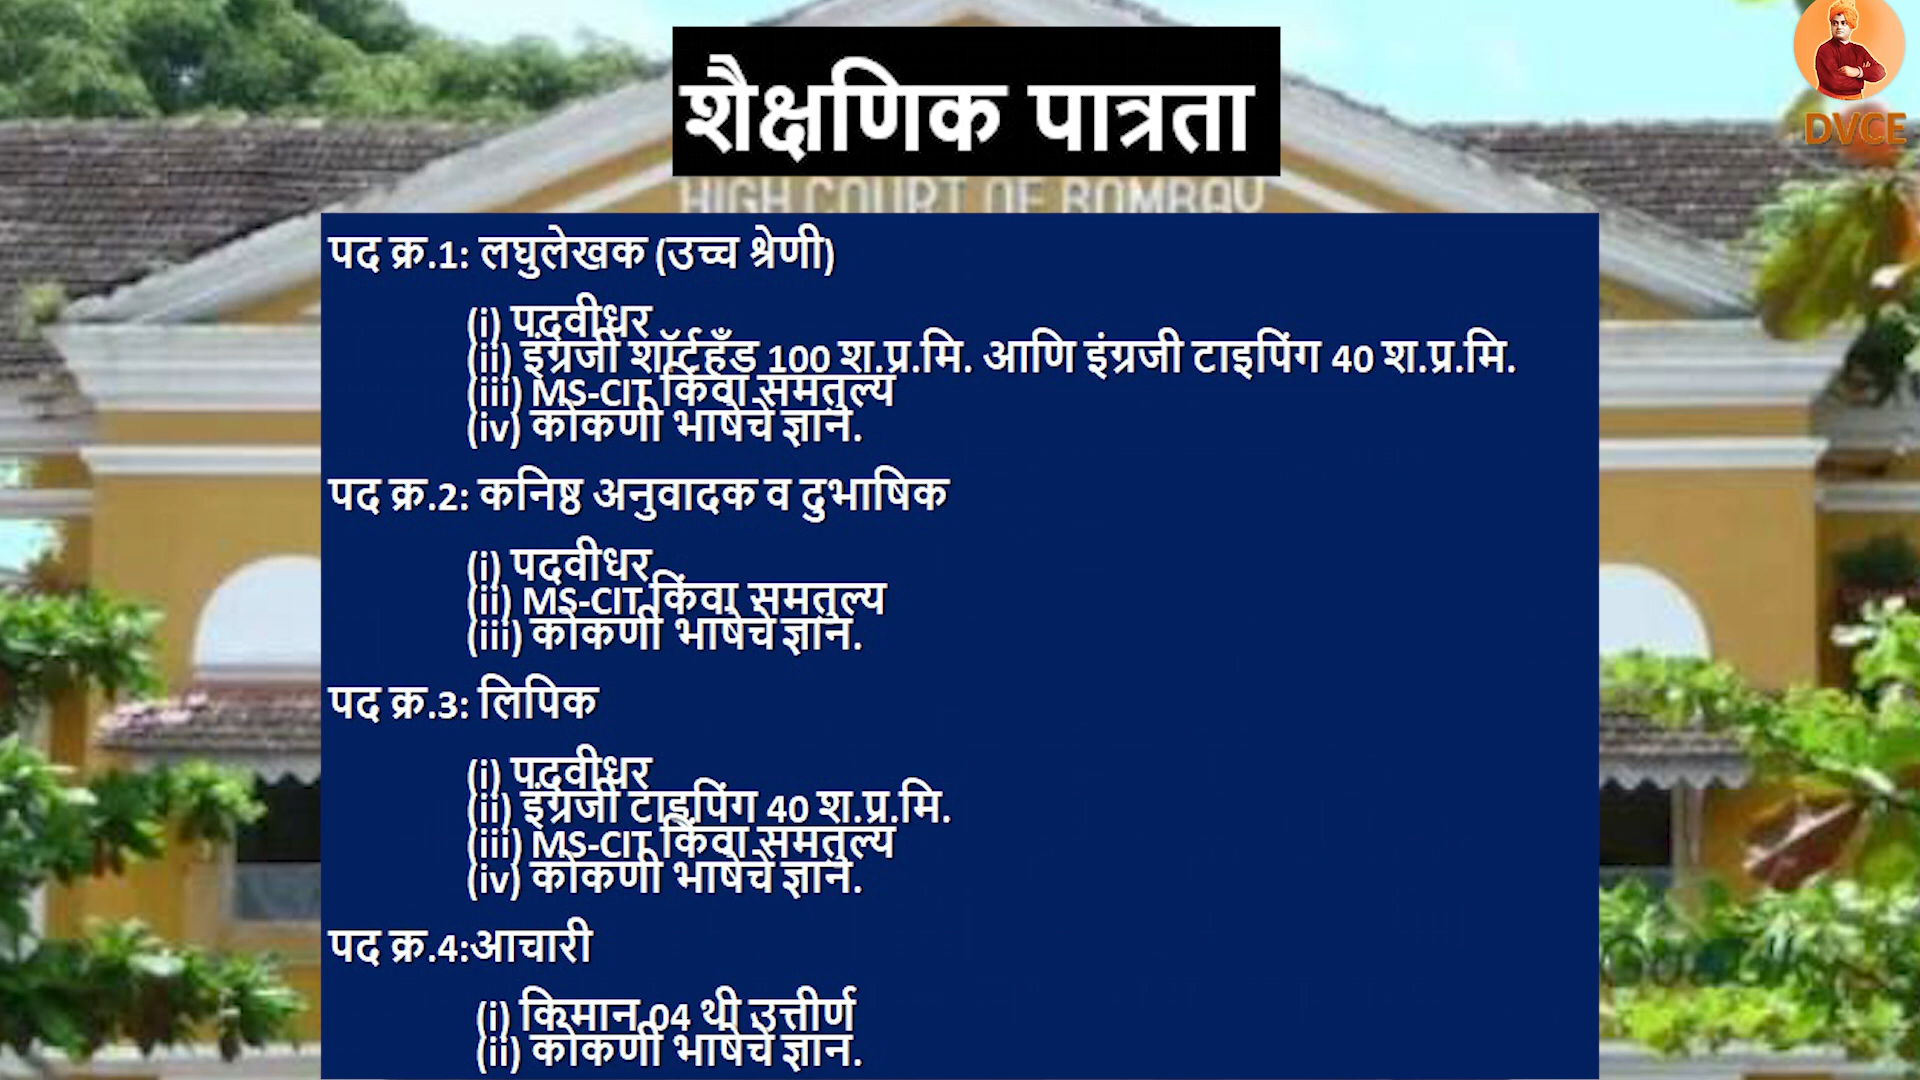 शैक्षणिक पात्रता
DVCE
HIGH COURT OF BOMBAY
पद क्र.1: लघुलेखक (उच्च श्रेणी)
(i) पदवीधर
(ii) इंग्रजी शॉर्टहँड 100 श.प्र.मि. आणि इंग्रजी टाइपिंग 40 श.प्र.मि.
(iii) MS-CIT किंवा समतुल्य
(iv) कोकणी भाषेचे ज्ञान.
पद क्र.2: कनिष्ठ अनुवादक व दुभाषिक
(i) पदवीधर
(ii) MS-CIT किंवा समतुल्य
(iii) कोकणी भाषेचे ज्ञान.
पद क्र.3: लिपिक
(i) पदवीधर
(ii) इंग्रजी टाइपिंग 40 श.प्र.मि.
(iii) MS-CIT किंवा समतुल्य
(iv) कोकणी भाषेचे ज्ञान.
पद क्र.4:आचारी
(i) किमान 04 थी उत्तीर्ण
(ii) कोकणी भाषेचे ज्ञान.